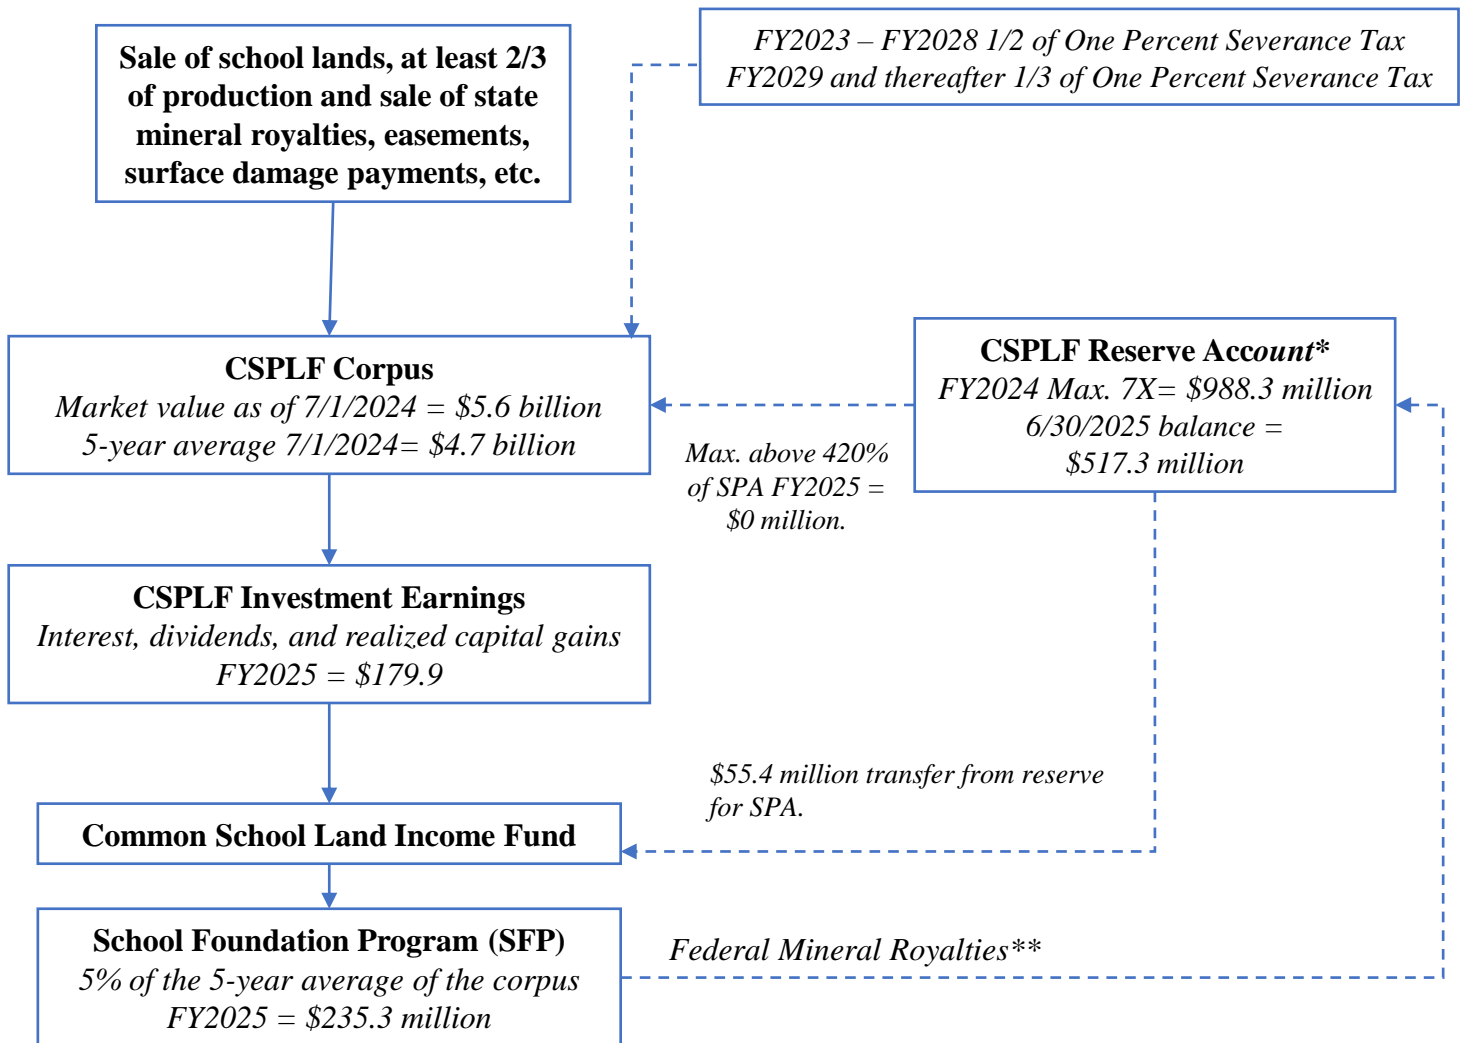 Sale of school lands, at least 2/3
of production and sale of state
mineral royalties, easements,
surface damage payments, etc.
FY2023 – FY2028 1/2 of One Percent Severance Tax
FY2029 and thereafter 1/3 of One Percent Severance Tax
CSPLF Corpus
Market value as of 7/1/2024 = $5.6 billion
5-year average 7/1/2024= $4.7 billion
CSPLF Reserve Account*
FY2024 Max. 7X= $988.3 million
6/30/2025 balance =
$517.3 million
Max. above 420%
of SPA FY2025 =
$0 million.
CSPLF Investment Earnings
Interest, dividends, and realized capital gains
FY2025 = $179.9
$55.4 million transfer from reserve
for SPA.
Common School Land Income Fund
School Foundation Program (SFP)
5% of the 5-year average of the corpus
FY2025 = $235.3 million
Federal Mineral Royalties**